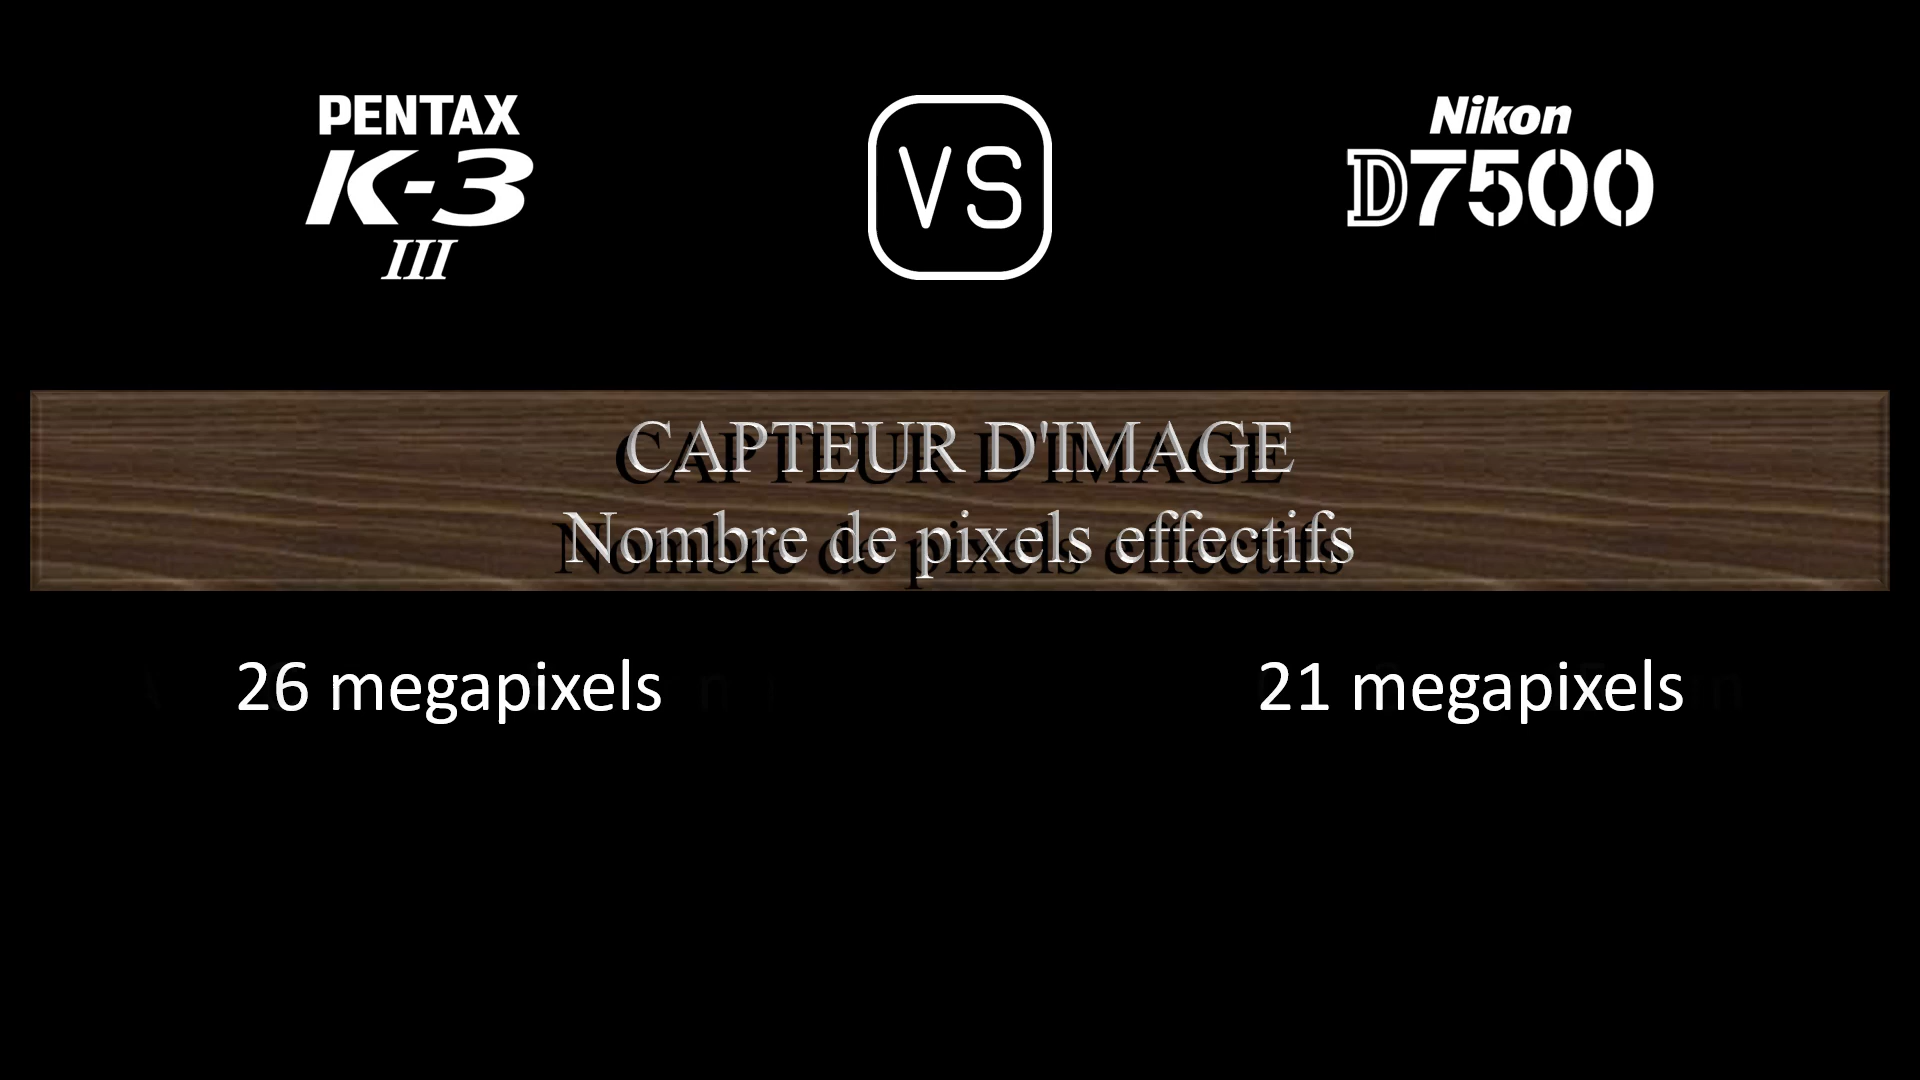 PENTAX
K-3
III
VS
Nikon
D7500
CAPTEUR D'IMAGE
Nombre de pixels effectifs
26 megapixels
21 megapixels